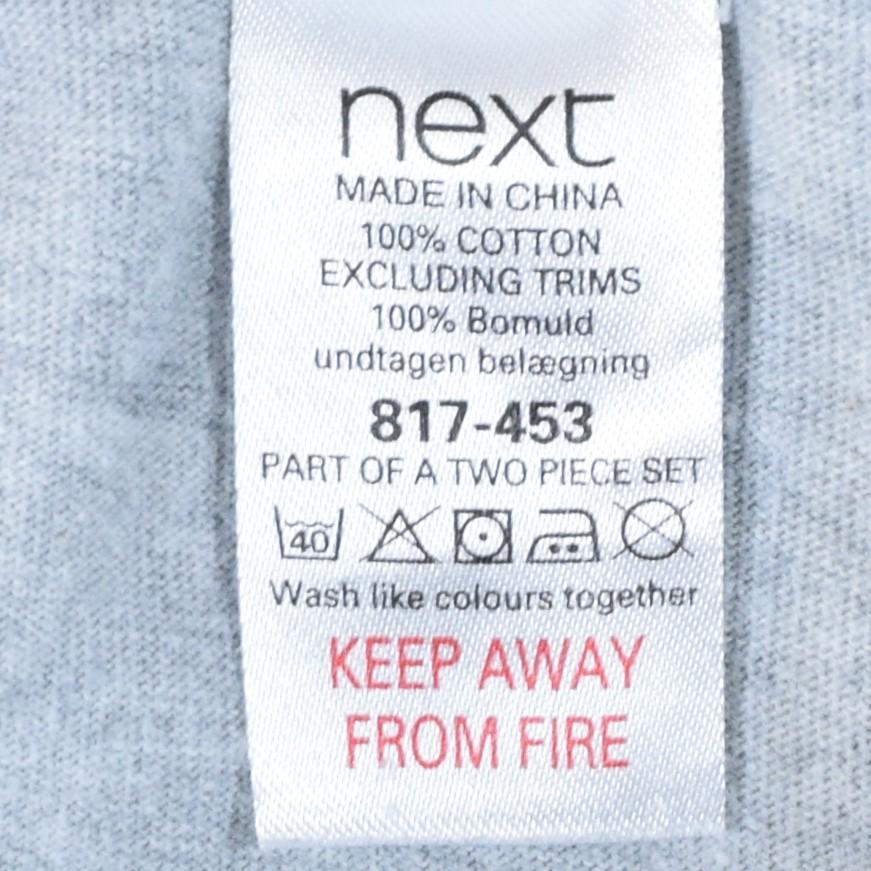 next
MADE IN CHINA
100% COTTON
EXCLUDING TRIMS
100% Bomuld
undtagen belægning
817-453
PART OF A TWO PIECE SET
40
Wash like colours together
KEEP AWAY
FROM FIRE